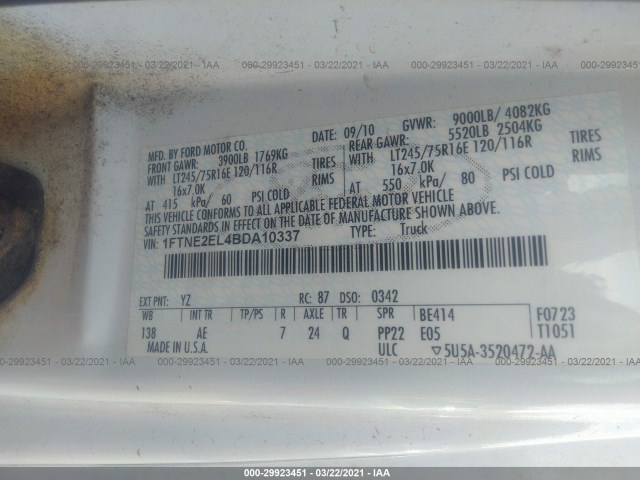 000-29923451 - 03/22/2021 - IAA
MFD. BY FORD MOTOR CO.
DATE: 09/10 GVWR: 9000LB/ 4082KG
FRONT GAWR: 3900LB 1769KG
REAR GAWR: 5520LB 2504KG
WITH LT245/75R16E 120/116R TIRES
WITH LT245/75R16E 120/116R TIRES
16x7.0K RIMS
16x7.0K RIMS
AT 415 kPa/ 60 PSI COLD
AT 550 kPa/ 80 PSI COLD
THIS VEHICLE CONFORMS TO ALL APPLICABLE FEDERAL MOTOR VEHICLE
SAFETY STANDARDS IN EFFECT ON THE DATE OF MANUFACTURE SHOWN ABOVE.
VIN: 1FTNE2EL4BDA10337 TYPE: Truck
EXT PNT: YZ RC: 87 DSO: 0342
WB INT TR TP/PS R AXLE TR SPR BE414 F0723
138 AE 7 24 Q PP22 E05 T1051
MADE IN U.S.A. ULC ▽5U5A-3520472-AA
000-29923451 - 03/22/2021 - IAA
000-29923451 - 03/22/2021 - IAA